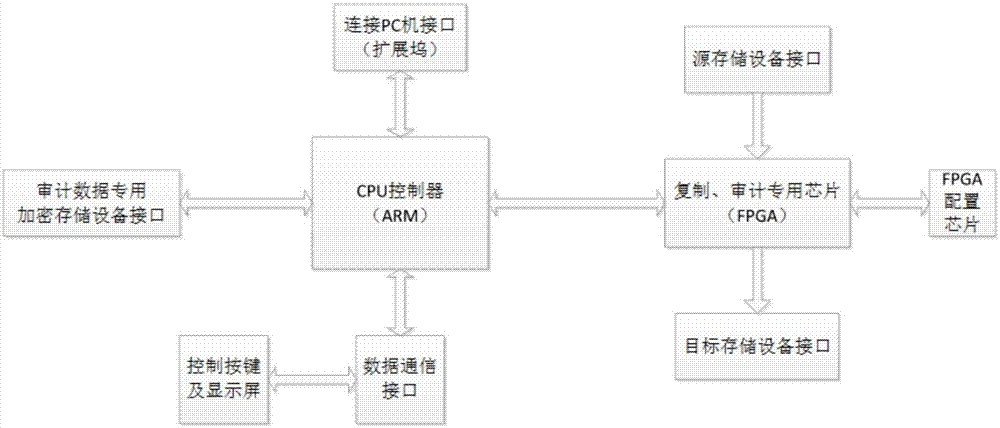 连接PC机接口
（扩展坞）
源存储设备接口
审计数据专用
加密存储设备接口
CPU控制器
（ARM）
复制、审计专用芯片
（FPGA）
FPGA
配置
芯片
控制按键
及显示屏
数据通信
接口
目标存储设备接口